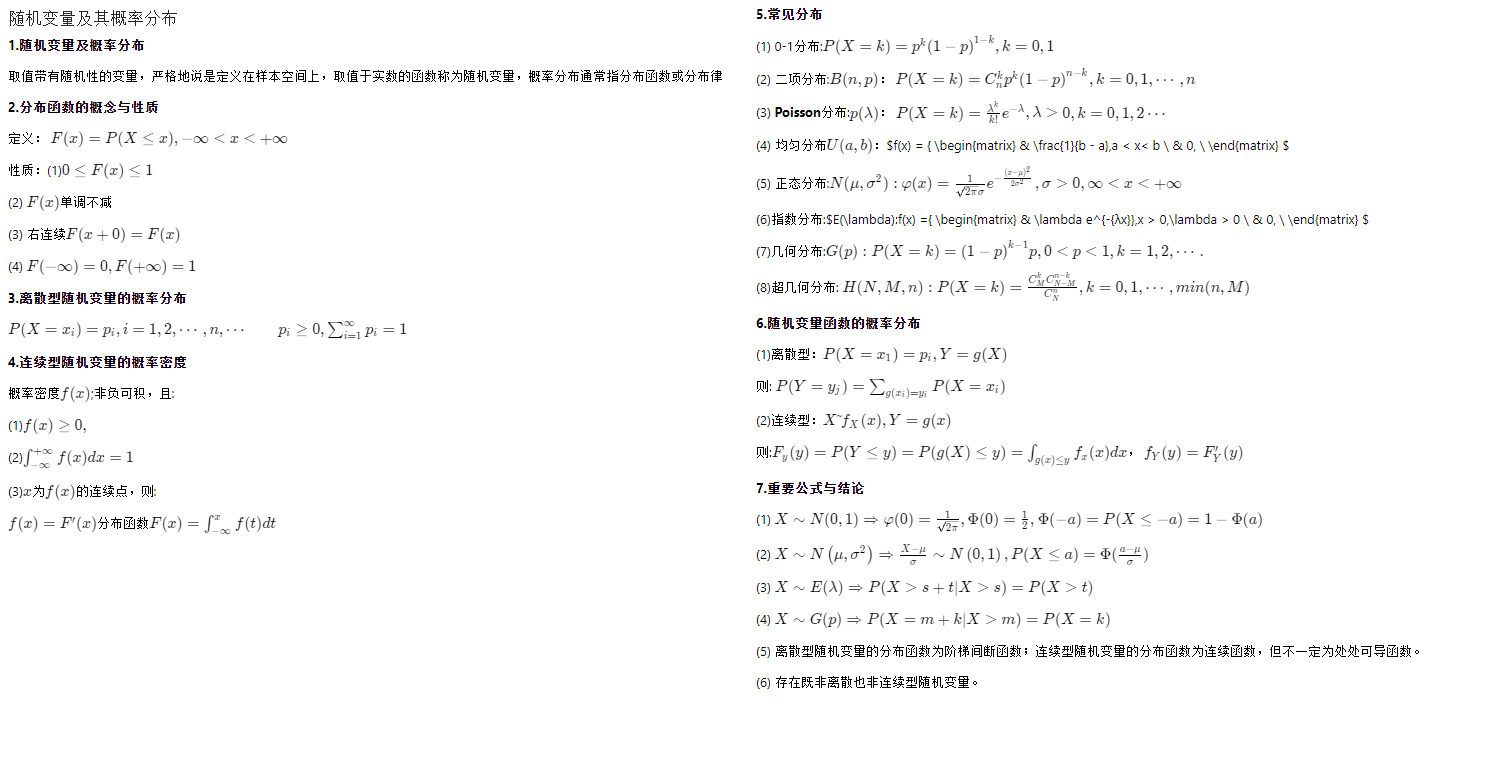 随机变量及其概率分布
1.随机变量及概率分布
取值带有随机性的变量，严格地说是定义在样本空间上，取值于实数的函数称为随机变量，概率分布通常指分布函数或分布律
2.分布函数的概念与性质
定义： $F(x) = P(X \leq x), -\infty < x < +\infty$
性质：(1)$0 \leq F(x) \leq 1$
(2) $F(x)$单调不减
(3) 右连续$F(x+0) = F(x)$
(4) $F(-\infty) = 0, F(+\infty) = 1$
3.离散型随机变量的概率分布
$P(X = x_i) = p_i, i = 1,2,\cdots,n,\cdots \quad\quad p_i \geq 0, \sum_{i=1}^{\infty} p_i = 1$
4.连续型随机变量的概率密度
概率密度$f(x)$;非负可积，且:
(1)$f(x) \geq 0,$
(2)$\int_{-\infty}^{+\infty} f(x)dx = 1$
(3)$x$为$f(x)$的连续点，则:
$f(x) = F'(x)$分布函数$F(x) = \int_{-\infty}^{x} f(t)dt$
5.常见分布
(1) 0-1分布:$P(X = k) = p^k(1-p)^{1-k}, k = 0,1$
(2) 二项分布:$B(n,p)$： $P(X = k) = C_n^k p^k(1-p)^{n-k}, k = 0,1,\cdots,n$
(3) Poisson分布:$p(\lambda)$： $P(X = k) = \frac{\lambda^k}{k!}e^{-\lambda}, \lambda > 0, k = 0,1,2\cdots$
(4) 均匀分布$U(a,b)$：$f(x) = { \begin{matrix} & \frac{1}{b - a},a < x< b \ & 0, \ \end{matrix} $
(5) 正态分布:$N(\mu,\sigma^2): \varphi(x) = \frac{1}{\sqrt{2\pi}\sigma}e^{-\frac{(x-\mu)^2}{2\sigma^2}}, \sigma > 0, \infty < x < +\infty$
(6)指数分布:$E(\lambda):f(x) ={ \begin{matrix} & \lambda e^{-{λx}},x > 0,\lambda > 0 \ & 0, \ \end{matrix} $
(7)几何分布:$G(p): P(X = k) = (1-p)^{k-1}p, 0 < p < 1, k = 1,2,\cdots.$
(8)超几何分布: $H(N,M,n): P(X = k) = \frac{C_M^k C_{N-M}^{n-k}}{C_N^n}, k = 0,1,\cdots,min(n,M)$
6.随机变量函数的概率分布
(1)离散型：$P(X = x_1) = p_i, Y = g(X)$
则: $P(Y = y_j) = \sum_{g(x_i)=y_i} P(X = x_i)$
(2)连续型：$X~f_X(x), Y = g(x)$
则:$F_y(y) = P(Y \leq y) = P(g(X) \leq y) = \int_{g(x) \leq y} f_x(x)dx$， $f_Y(y) = F'_Y(y)$
7.重要公式与结论
(1) $X \sim N(0,1) \Rightarrow \varphi(0) = \frac{1}{\sqrt{2\pi}}, \Phi(0) = \frac{1}{2}, \Phi(-a) = P(X \leq -a) = 1 - \Phi(a)$
(2) $X \sim N(\mu,\sigma^2) \Rightarrow \frac{X-\mu}{\sigma} \sim N(0,1), P(X \leq a) = \Phi(\frac{a-\mu}{\sigma})$
(3) $X \sim E(\lambda) \Rightarrow P(X > s+t|X > s) = P(X > t)$
(4) $X \sim G(p) \Rightarrow P(X = m+k|X > m) = P(X = k)$
(5) 离散型随机变量的分布函数为阶梯间断函数；连续型随机变量的分布函数为连续函数，但不一定为处处可导函数。
(6) 存在既非离散也非连续型随机变量。